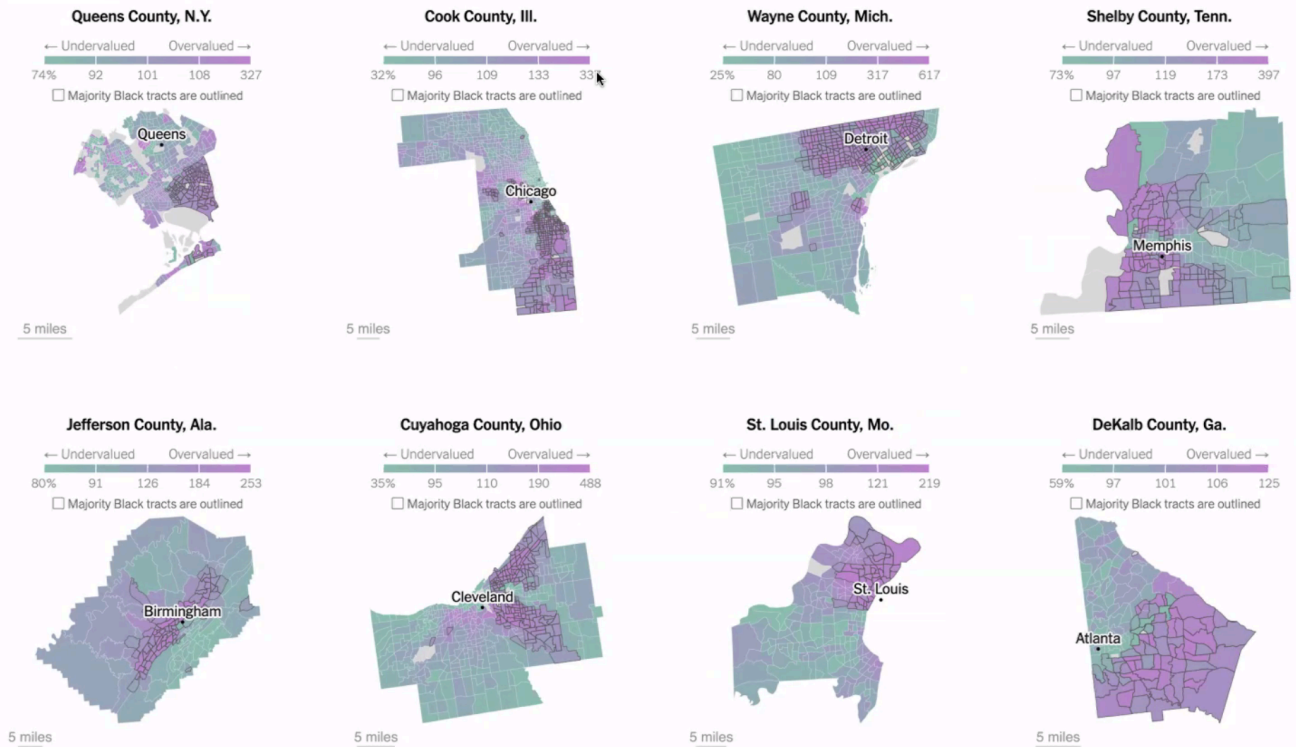 Queens County, N.Y.
← Undervalued Overvalued →
74% 92 101 108 327
Majority Black tracts are outlined
Queens
5 miles
Cook County, Ill.
← Undervalued Overvalued →
32% 96 109 133
Majority Black tracts are outlined
Chicago
5 miles
Wayne County, Mich.
← Undervalued Overvalued →
25% 80 109 317 617
Majority Black tracts are outlined
Detroit
5 miles
Shelby County, Tenn.
← Undervalued Overvalued →
73% 97 119 173 397
Majority Black tracts are outlined
Memphis
5 miles
Jefferson County, Ala.
← Undervalued Overvalued →
80% 91 126 184 253
Majority Black tracts are outlined
Birmingham
5 miles
Cuyahoga County, Ohio
← Undervalued Overvalued →
35% 95 110 190 488
Majority Black tracts are outlined
Cleveland
5 miles
St. Louis County, Mo.
← Undervalued Overvalued →
91% 95 98 121 219
Majority Black tracts are outlined
St. Louis
5 miles
DeKalb County, Ga.
← Undervalued Overvalued →
59% 97 101 106 125
Majority Black tracts are outlined
Atlanta
5 miles